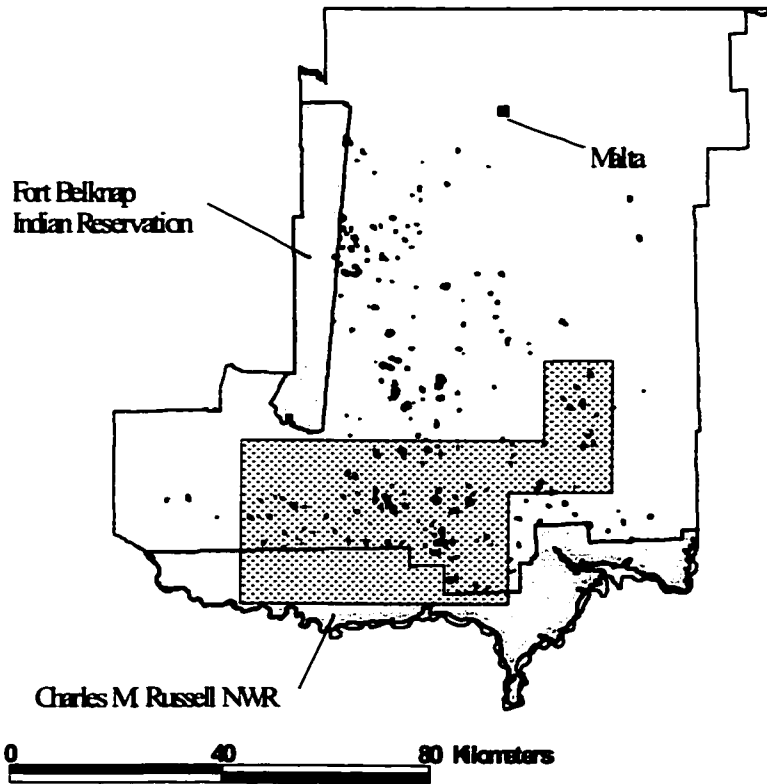 Malta
Fort Belknap
Indian Reservation
Charles M. Russell NWR
0 40 80 Kilometers